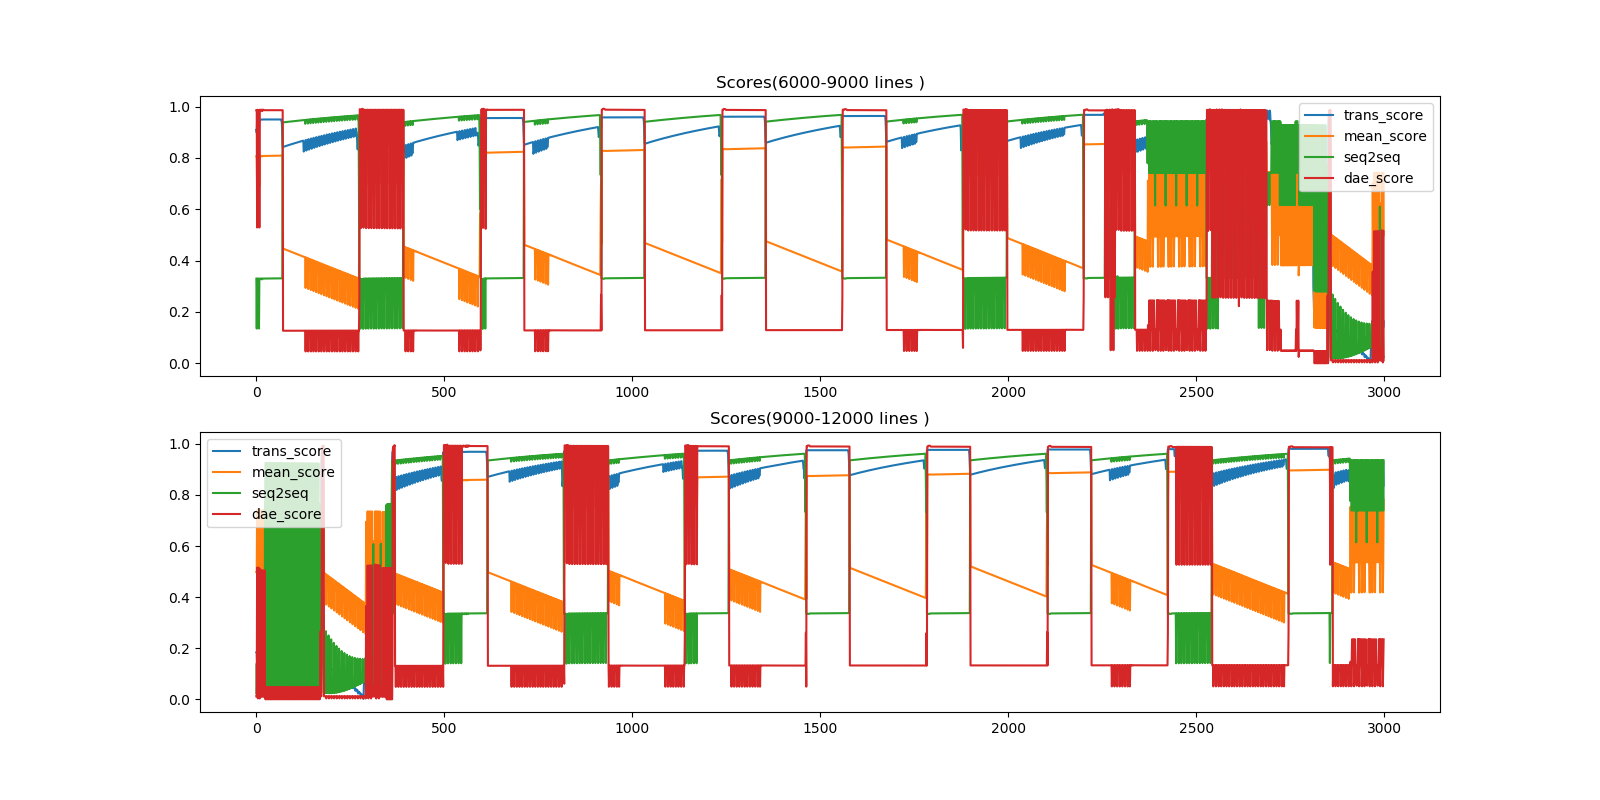 Scores(6000-9000 lines )
1.0
0.8
0.6
0.4
0.2
0.0
trans_score
mean_score
seq2seq
dae_score
0 500 1000 1500 2000 2500 3000
Scores(9000-12000 lines )
1.0
0.8
0.6
0.4
0.2
0.0
trans_score
mean_score
seq2seq
dae_score
0 500 1000 1500 2000 2500 3000